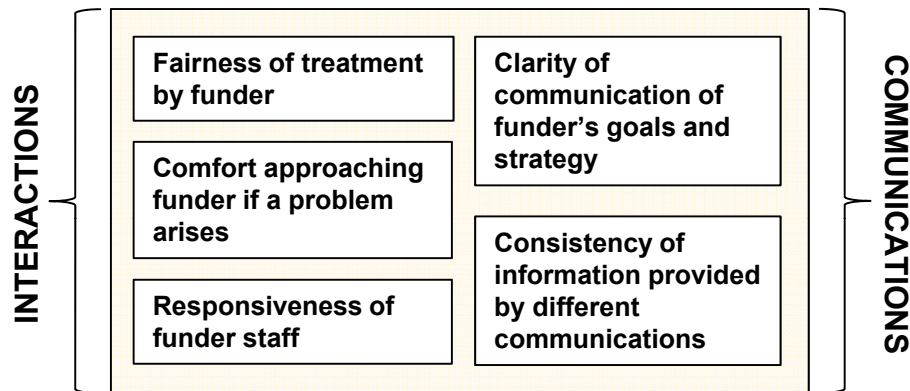 INTERACTIONS
Fairness of treatment
by funder
Comfort approaching
funder if a problem
arises
Responsiveness of
funder staff
Clarity of
communication of
funder’s goals and
strategy
Consistency of
information provided
by different
communications
COMMUNICATIONS